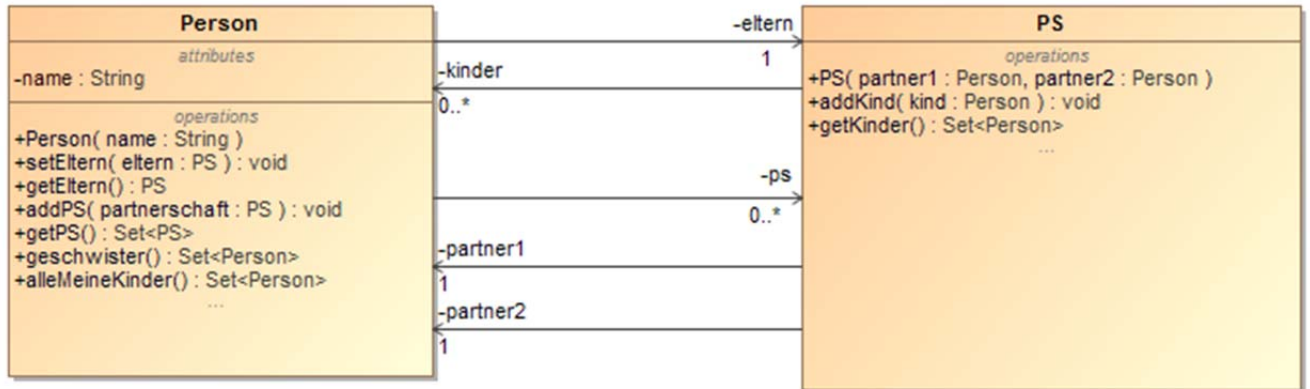 Person
attributes
-name : String
operations
+Person( name : String )
+setEltern( eltern : PS ) : void
+getEltern() : PS
+addPS( partnerschaft : PS ) : void
+getPS() : Set<PS>
+geschwister() : Set<Person>
+alleMeineKinder() : Set<Person>
...
-eltern
1
-kinder
0..*
-ps
0..*
-partner1
1
-partner2
1
PS
operations
+PS( partner1 : Person, partner2 : Person )
+addKind( kind : Person ) : void
+getKinder() : Set<Person>
...